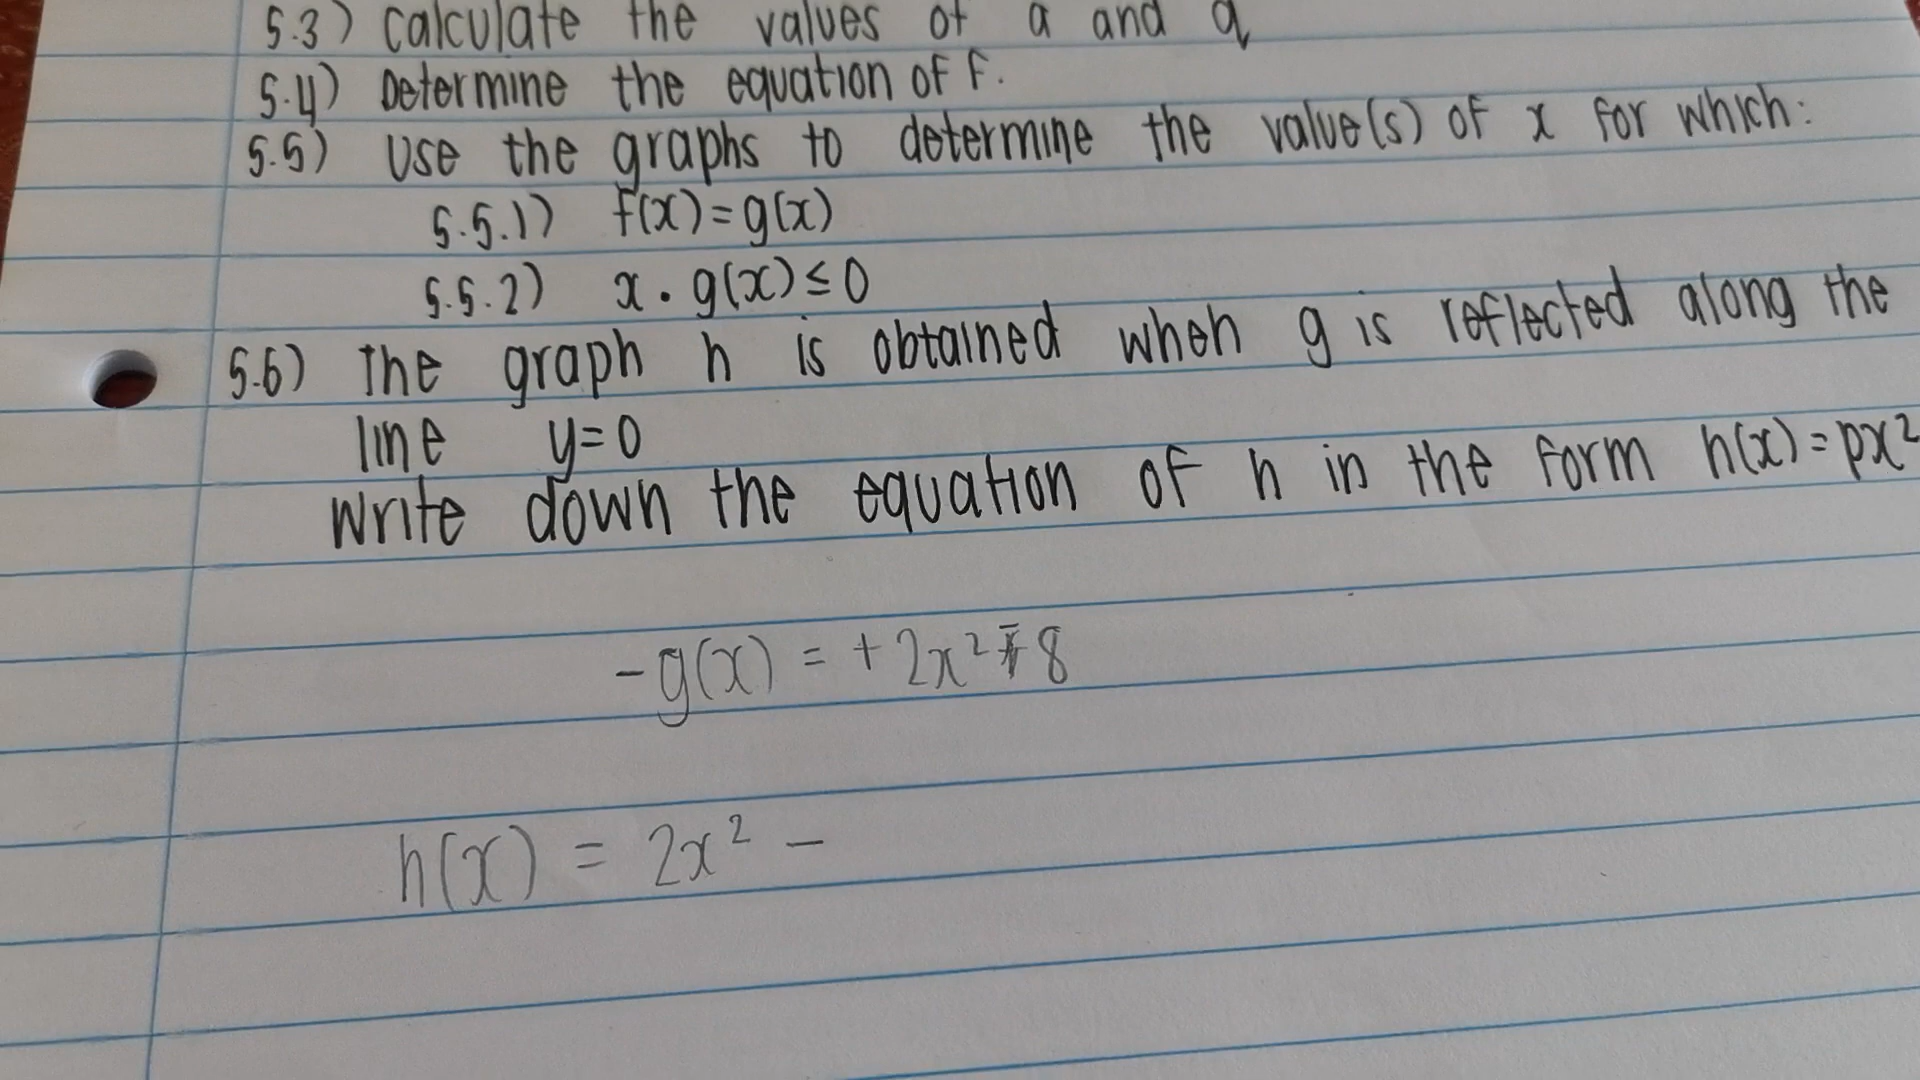 5.3) calculate the values of a and q
5.4) Determine the equation of F.
5.5) Use the graphs to determine the value(s) of x for which:
5.5.1) f(x)=g(x)
5.5.2) x . g(x) ≤ 0
5.6) The graph h is obtained when g is reflected along the
line y=0
Write down the equation of h in the form h(x)=px²
-g(x) = +2x² - 8
h(x) = 2x² -